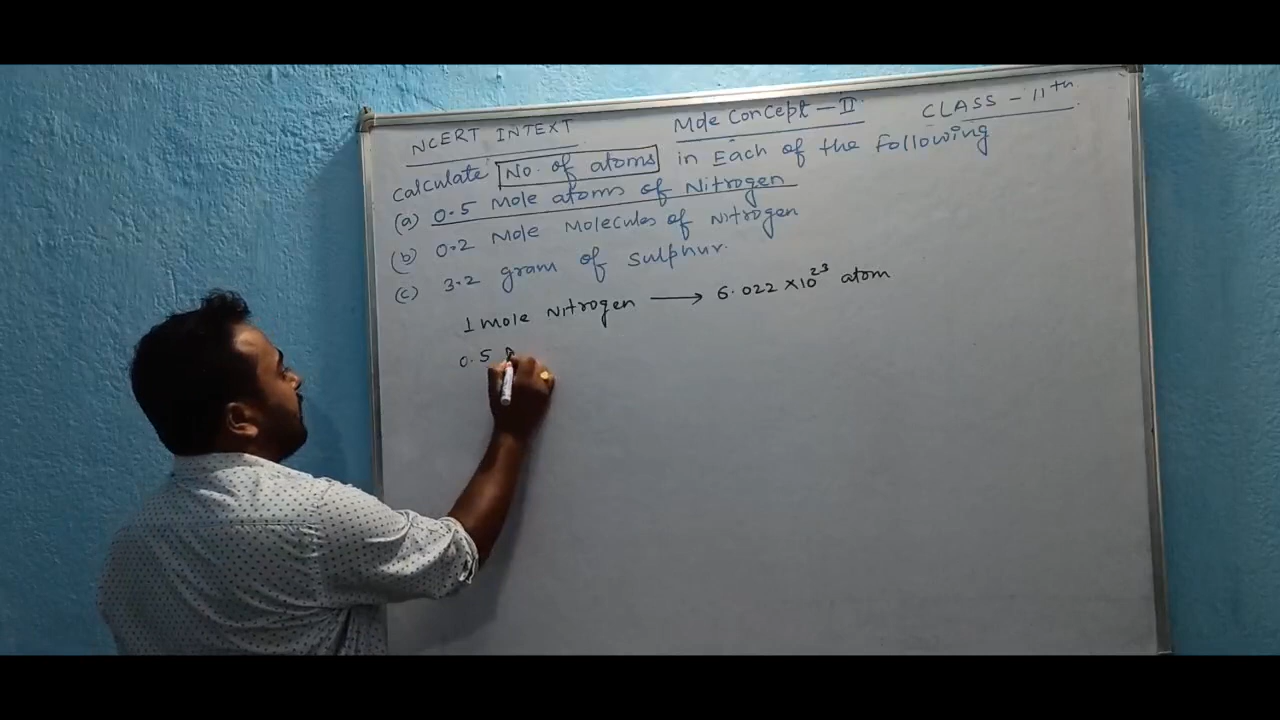 NCERT INTEXT Mole Concept-II CLASS-11th
calculate No. of atoms in Each of the Following
(a) 0.5 Mole atoms of Nitrogen
(b) 0.2 Mole Molecules of Nitrogen
(c) 3.2 gram of sulphur.
1 mole Nitrogen → 6.022 × 10²³ atom
0.5